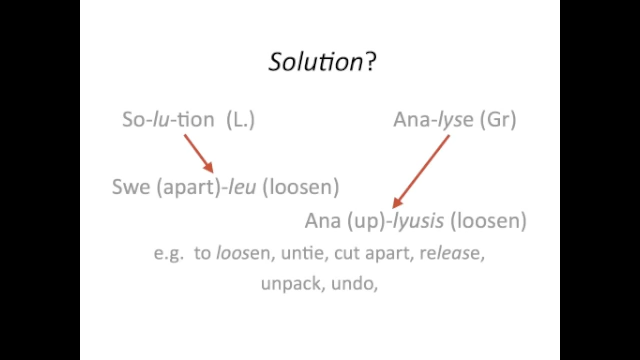 Solution?
So-lu-tion (L.) Ana-lyse (Gr)
Swe (apart)-leu (loosen)
Ana (up)-lyusis (loosen)
e.g. to loosen, untie, cut apart, release,
unpack, undo,